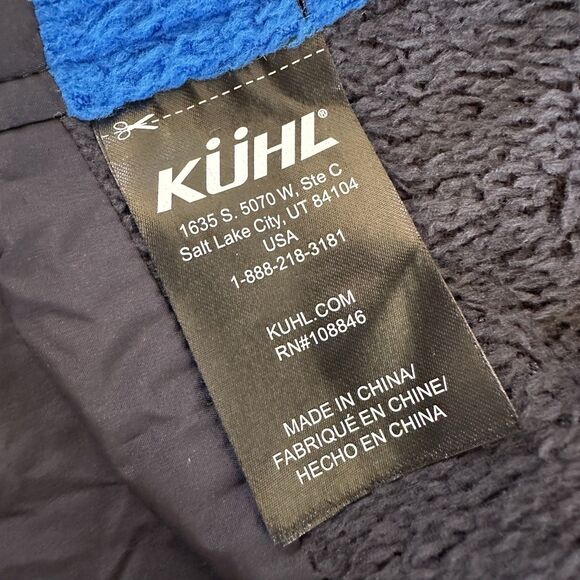 KÜHL®
1635 S. 5070 W, Ste C
Salt Lake City, UT 84104
USA
1-888-218-3181
KUHL.COM
RN#108846
MADE IN CHINA/
FABRIQUÉ EN CHINE/
HECHO EN CHINA